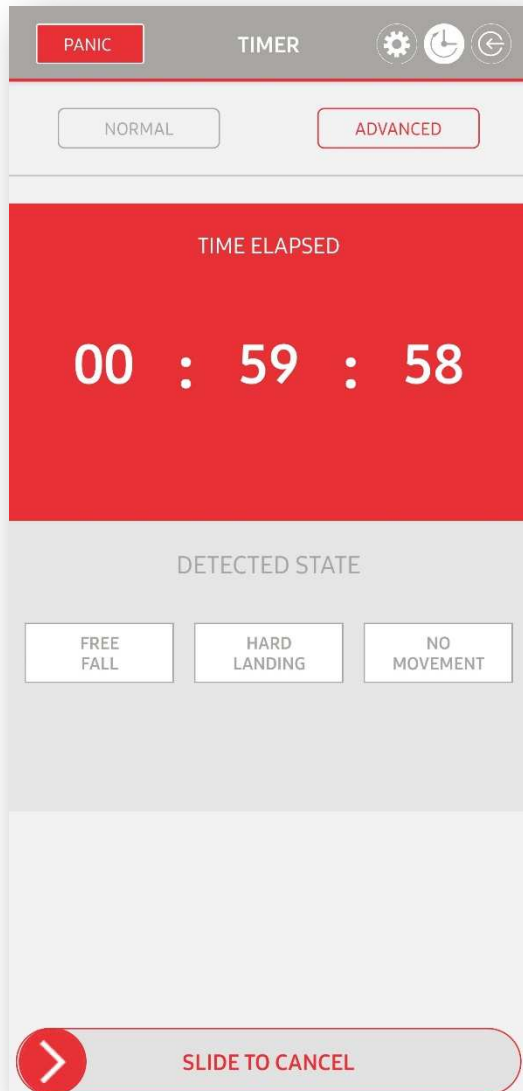 PANIC TIMER
NORMAL ADVANCED
TIME ELAPSED
00 : 59 : 58
DETECTED STATE
FREE FALL
HARD LANDING
NO MOVEMENT
SLIDE TO CANCEL